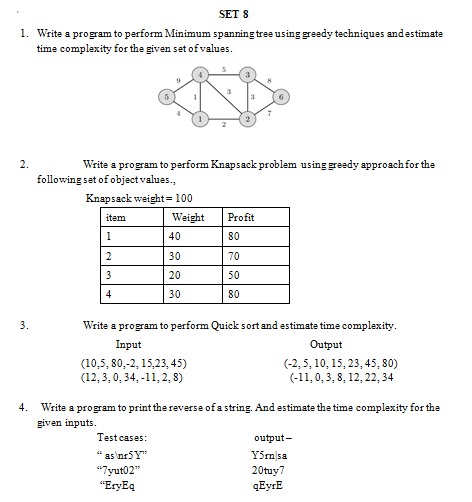 SET 8
1. Write a program to perform Minimum spanning tree using greedy techniques and estimate
time complexity for the given set of values.
5
4 3
9 8
5 1 3 3 6
4 7
1 2
2
2. Write a program to perform Knapsack problem using greedy approach for the
following set of object values.,
Knapsack weight= 100
item Weight Profit
1 40 80
2 30 70
3 20 50
4 30 80
3. Write a program to perform Quick sort and estimate time complexity.
Input Output
(10,5, 80,-2, 15,23, 45) (-2, 5, 10, 15, 23, 45, 80)
(12, 3, 0, 34, -11, 2, 8) (-11, 0, 3, 8, 12, 22, 34
4. Write a program to print the reverse of a string. And estimate the time complexity for the
given inputs.
Test cases: output–
“ as\nr5Y” Y5rn|sa
“7yut02” 20tuy7
“EryEq qEyrE